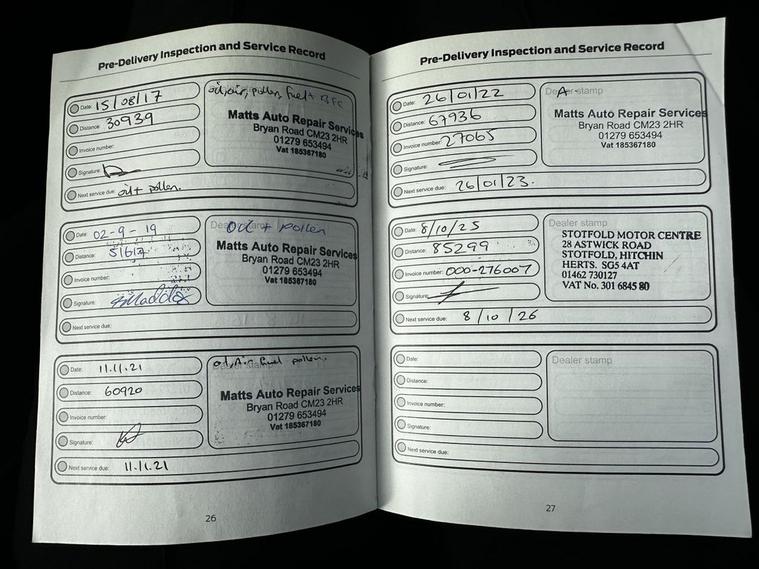 Pre-Delivery Inspection and Service Record
Date: 15/08/17
Distance: 30939
Invoice number:
Signature:
Next service due: oil + pollen.
oil, air, pollen, fuel +
Matts Auto Repair Services
Bryan Road CM23 2HR
01279 653494
Vat 185367180
Date: 02-9-19
Distance: 51612
Invoice number:
Signature:
Next service due:
Oil + pollen
Matts Auto Repair Services
Bryan Road CM23 2HR
01279 653494
Vat 185367180
Date: 11.11.21
Distance: 60920
Invoice number:
Signature:
Next service due: 11.11.21
oil, Air fuel pollen.
Matts Auto Repair Services
Bryan Road CM23 2HR
01279 653494
Vat 185367180
26
Pre-Delivery Inspection and Service Record
Date: 26/01/22
Distance: 67936
Invoice number: 27065
Signature:
Next service due: 26/01/23.
Dealer stamp
A
Matts Auto Repair Services
Bryan Road CM23 2HR
01279 653494
Vat 185367180
Date: 8/10/25
Distance: 85299
Invoice number: 000-276007
Signature:
Next service due: 8/10/26
Dealer stamp
STOTFOLD MOTOR CENTRE
28 ASTWICK ROAD
STOTFOLD, HITCHIN
HERTS. SG5 4AT
01462 730127
VAT No. 301 6845 80
Date:
Distance:
Invoice number:
Signature:
Next service due:
Dealer stamp
27